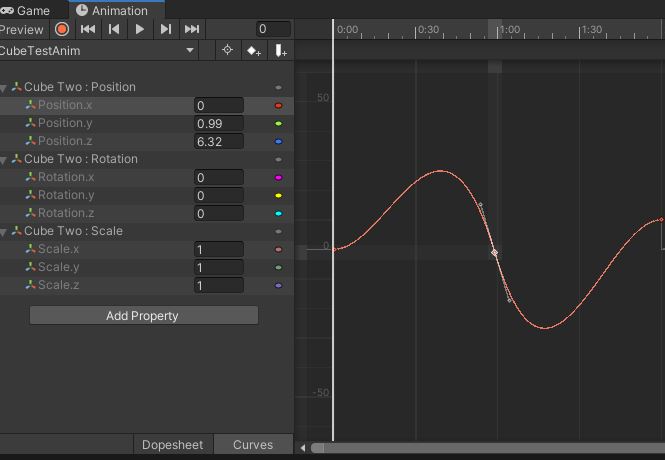 Game Animation
Preview 0 0:00 0:30 1:00 1:30
CubeTestAnim
Cube Two : Position
Position.x 0
Position.y 0.99
Position.z 6.32
Cube Two : Rotation
Rotation.x 0
Rotation.y 0
Rotation.z 0
Cube Two : Scale
Scale.x 1
Scale.y 1
Scale.z 1
Add Property
50
0
-50
Dopesheet Curves